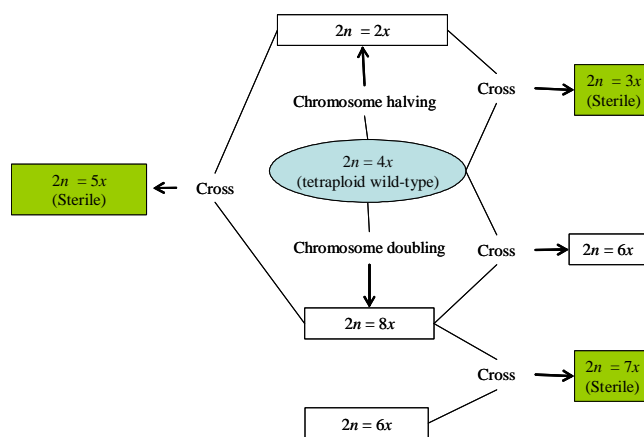 2n = 2x
2n = 3x
(Sterile)
Cross
Chromosome halving
2n = 4x
(tetraploid wild-type)
2n = 5x
(Sterile)
Cross
Chromosome doubling
Cross
2n = 6x
2n = 8x
2n = 7x
(Sterile)
Cross
2n = 6x